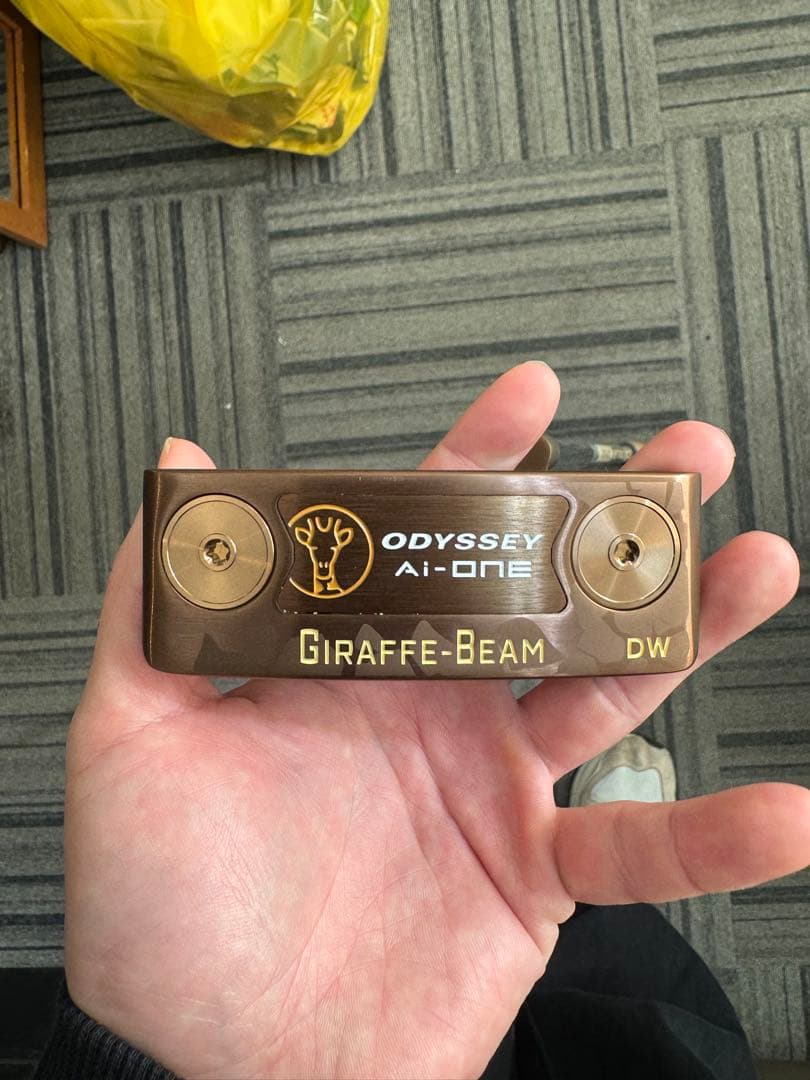 ODYSSEY
Ai-ONE
GIRAFFE-BEAM
DW